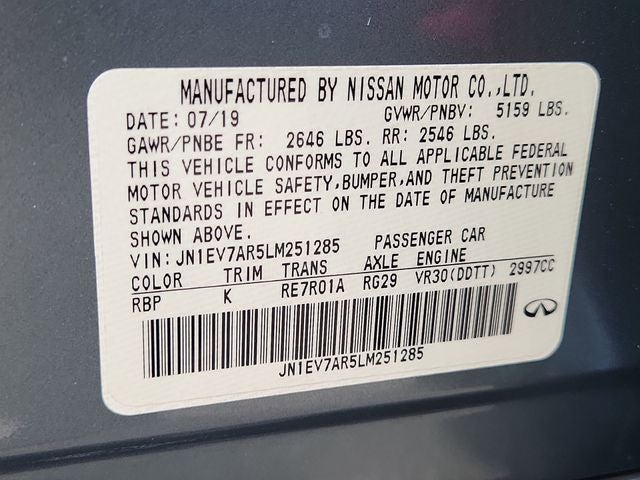 MANUFACTURED BY NISSAN MOTOR CO.,LTD.
DATE: 07/19 GVWR/PNBV: 5159 LBS.
GAWR/PNBE FR: 2646 LBS. RR: 2546 LBS.
THIS VEHICLE CONFORMS TO ALL APPLICABLE FEDERAL
MOTOR VEHICLE SAFETY,BUMPER,AND THEFT PREVENTION
STANDARDS IN EFFECT ON THE DATE OF MANUFACTURE
SHOWN ABOVE.
VIN: JN1EV7AR5LM251285 PASSENGER CAR
COLOR TRIM TRANS AXLE ENGINE
RBP K RE7R01A RG29 VR30(DDTT) 2997CC
JN1EV7AR5LM251285